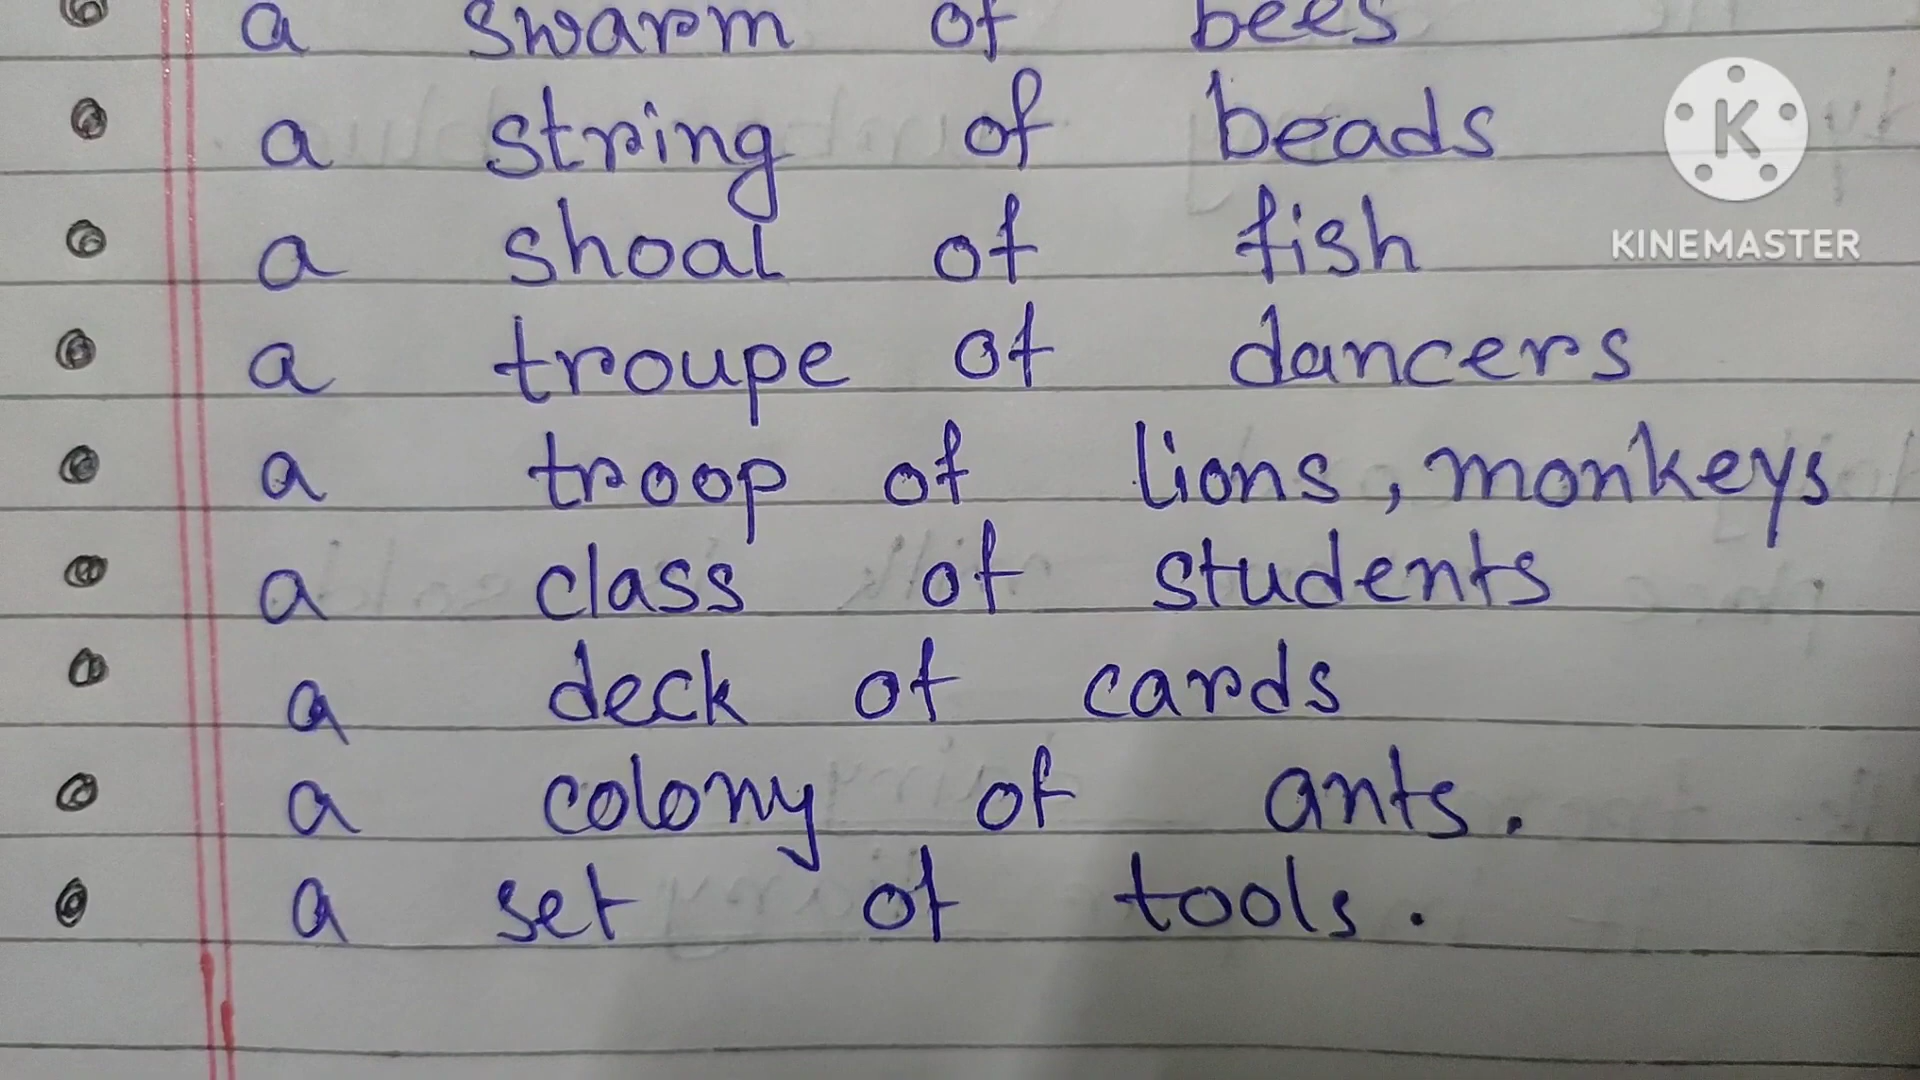 a swarm of bees
a string of beads
a shoal of fish
a troupe of dancers
a troop of lions, monkeys
a class of students
a deck of cards
a colony of ants.
a set of tools.
K
KINEMASTER